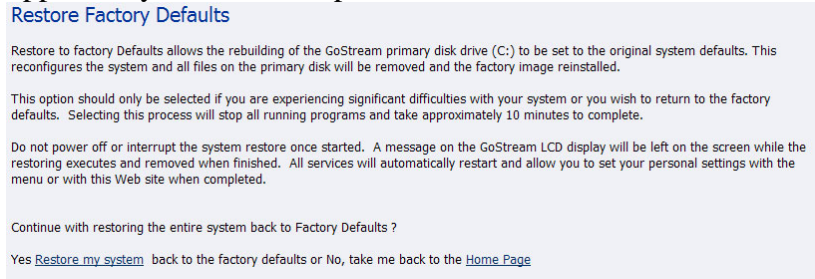 Restore Factory Defaults
Restore to factory Defaults allows the rebuilding of the GoStream primary disk drive (C:) to be set to the original system defaults. This
reconfigures the system and all files on the primary disk will be removed and the factory image reinstalled.
This option should only be selected if you are experiencing significant difficulties with your system or you wish to return to the factory
defaults. Selecting this process will stop all running programs and take approximately 10 minutes to complete.
Do not power off or interrupt the system restore once started. A message on the GoStream LCD display will be left on the screen while the
restoring executes and removed when finished. All services will automatically restart and allow you to set your personal settings with the
menu or with this Web site when completed.
Continue with restoring the entire system back to Factory Defaults ?
Yes Restore my system back to the factory defaults or No, take me back to the Home Page